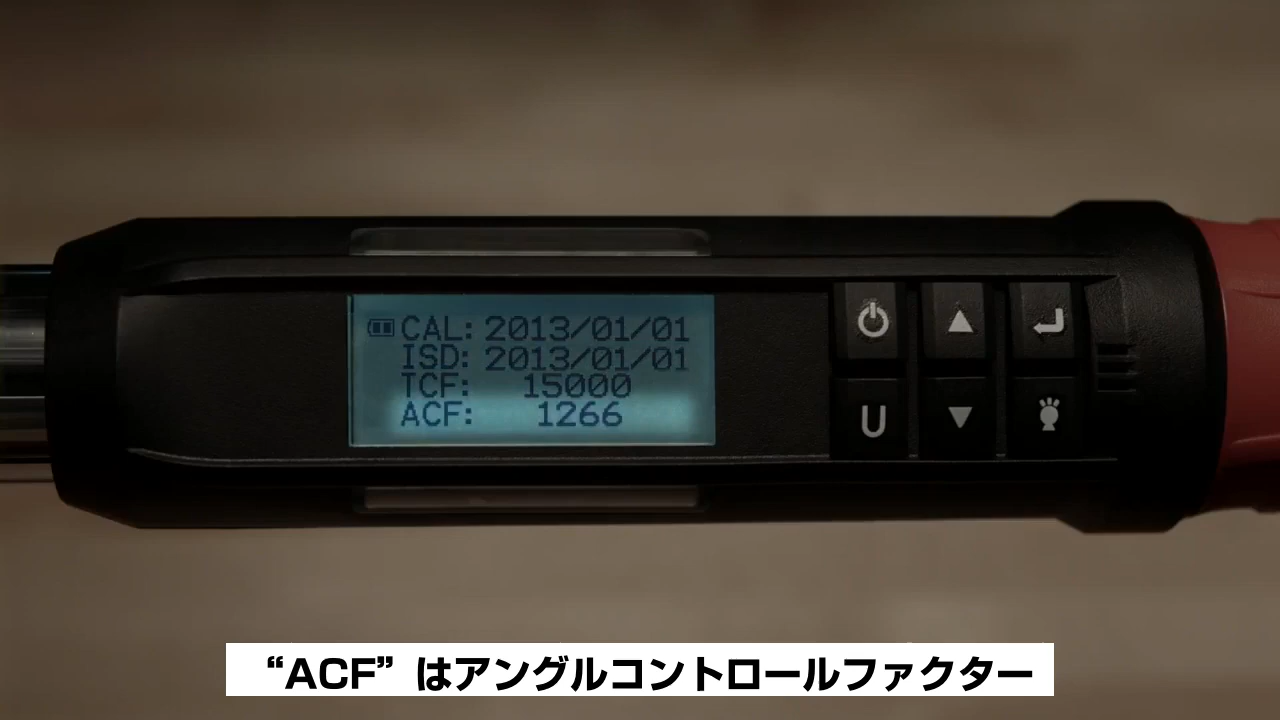 CAL: 2013/01/01
ISD: 2013/01/01
TCF: 15000
ACF: 1266
U
“ACF”はアングルコントロールファクター